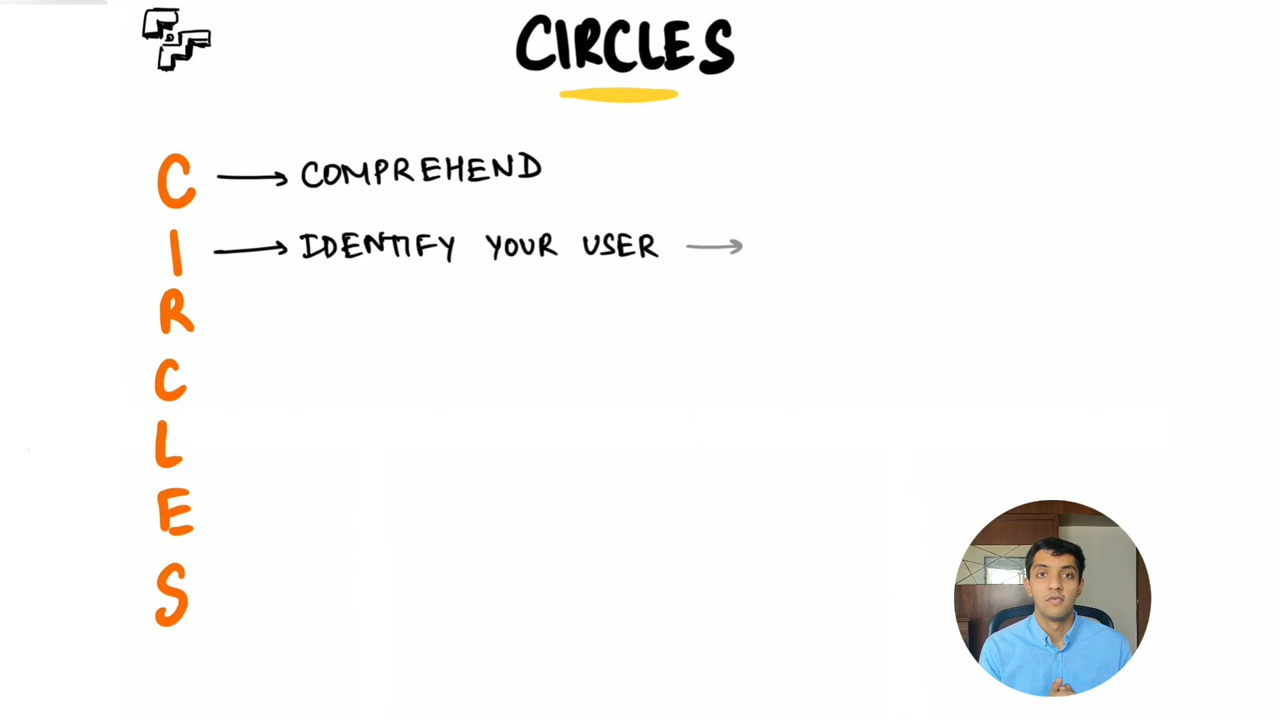 CIRCLES
C → COMPREHEND
I → IDENTIFY YOUR USER →
R
C
L
E
S